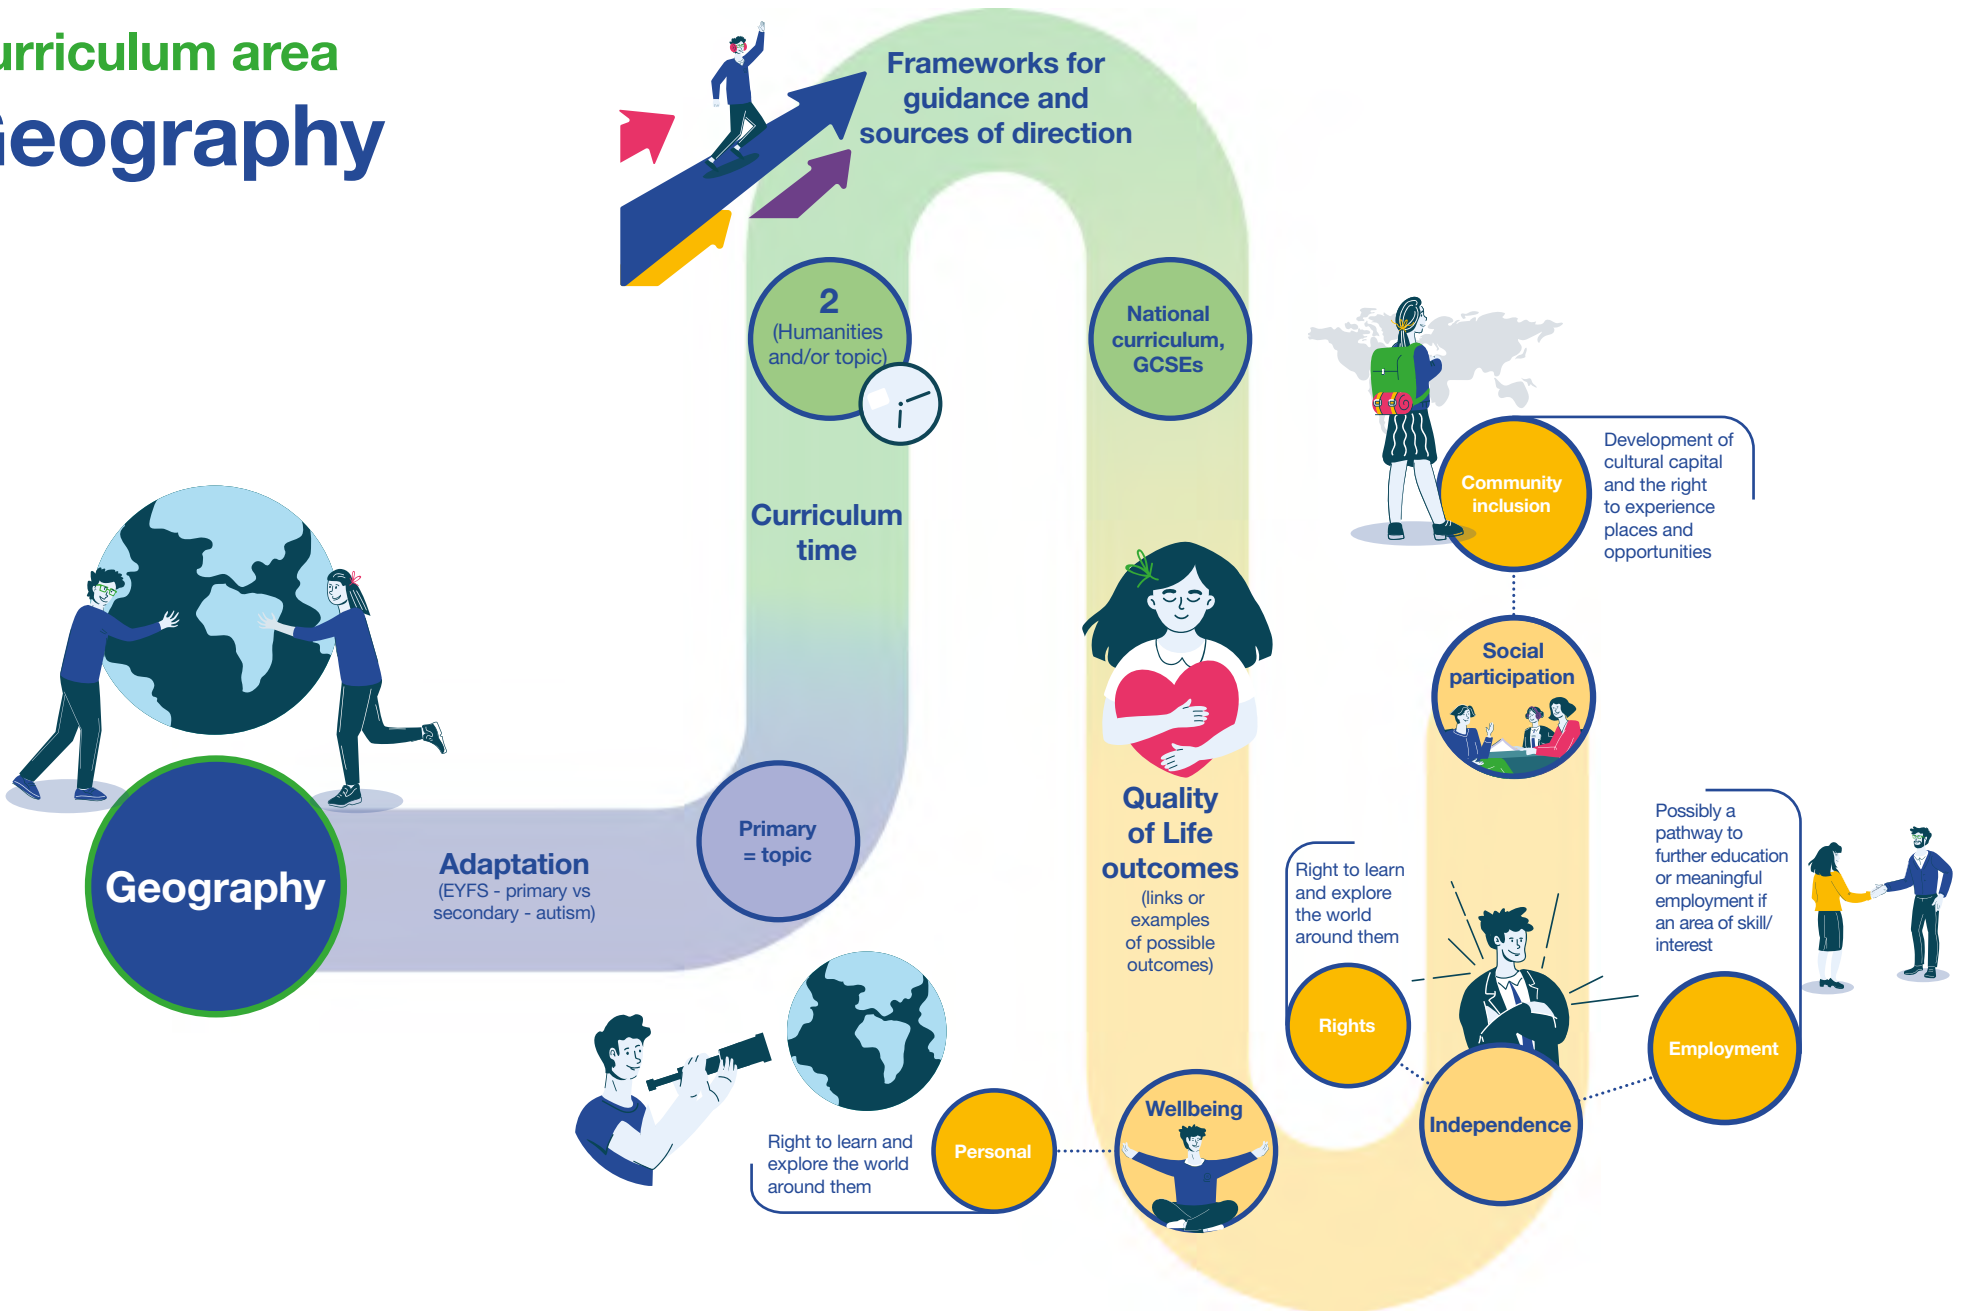 urriculum area
eography
Frameworks for
guidance and
sources of direction
2
(Humanities
and/or topic)
National
curriculum,
GCSEs
Curriculum
time
Geography
Adaptation
(EYFS - primary vs
secondary - autism)
Primary
= topic
Quality
of Life
outcomes
(links or
examples
of possible
outcomes)
Right to learn and
explore the world
around them
Personal
Wellbeing
Right to learn
and explore
the world
around them
Rights
Independence
Possibly a
pathway to
further education
or meaningful
employment if
an area of skill/
interest
Employment
Social
participation
Community
inclusion
Development of
cultural capital
and the right
to experience
places and
opportunities